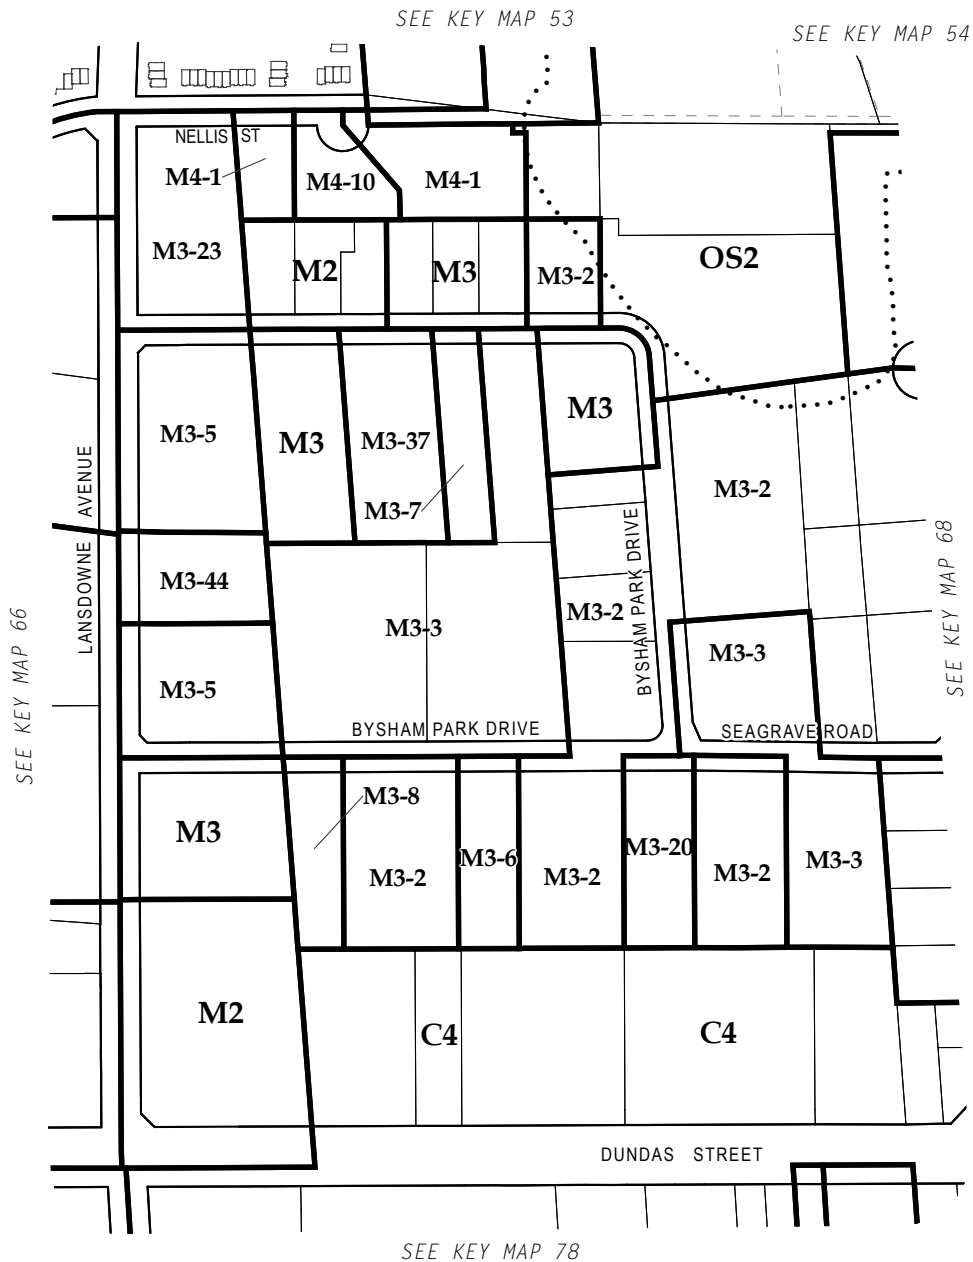 SEE KEY MAP 53
SEE KEY MAP 54
NELLIS ST
M4-1
M4-10
M4-1
M3-23
M2
M3
M3-2
OS2
M3-5
M3
M3-37
M3-7
M3
M3-2
LANSDOWNE AVENUE
M3-44
M3-3
M3-2
BYSHAM PARK DRIVE
M3-3
SEE KEY MAP 66
SEE KEY MAP 68
M3-5
BYSHAM PARK DRIVE
SEAGRAVE ROAD
M3
M3-8
M3-2
M3-6
M3-2
M3-20
M3-2
M3-3
M2
C4
C4
DUNDAS STREET
SEE KEY MAP 78